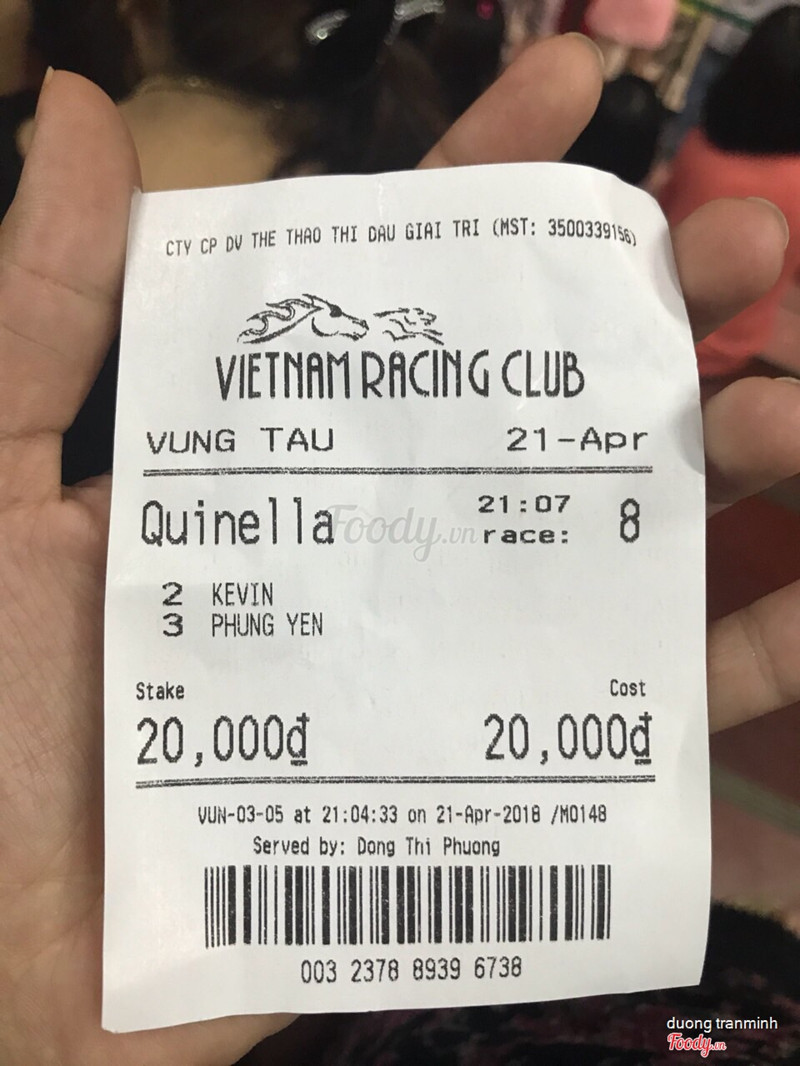 CTY CP DV THE THAO THI DAU GIAI TRI (MST: 3500339156)
VIETNAM RACING CLUB
VUNG TAU 21-Apr
Quinella 21:07 race: 8
Foody.vn
2 KEVIN
3 PHUNG YEN
Stake Cost
20,000₫ 20,000₫
VUN-03-05 at 21:04:33 on 21-Apr-2018 /M0148
Served by: Dong Thi Phuong
003 2378 8939 6738
duong tranminh
Foody.vn